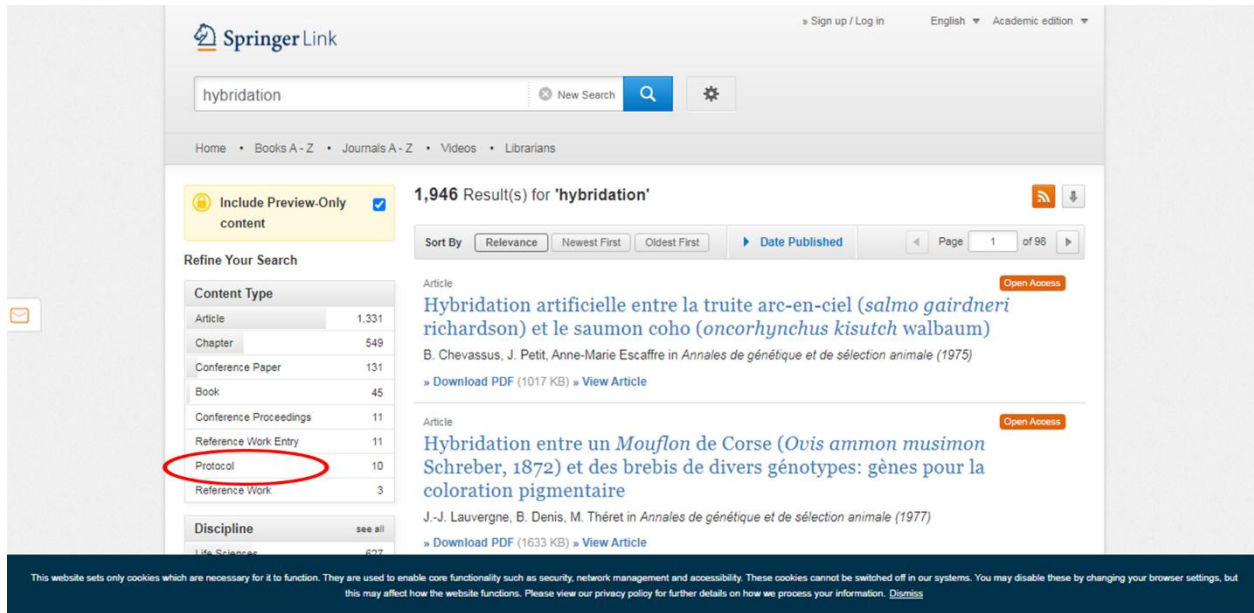 » Sign up / Log in English Academic edition
Springer Link
hybridation New Search
Home • Books A - Z • Journals A - Z • Videos • Librarians
Include Preview-Only
content
Refine Your Search
Content Type
Article 1,331
Chapter 549
Conference Paper 131
Book 45
Conference Proceedings 11
Reference Work Entry 11
Protocol 10
Reference Work 3
Discipline see all
Life Sciences 627
1,946 Result(s) for 'hybridation'
Sort By Relevance Newest First Oldest First Date Published Page 1 of 98
Article Open Access
Hybridation artificielle entre la truite arc-en-ciel (salmo gairdneri
richardson) et le saumon coho (oncorhynchus kisutch walbaum)
B. Chevassus, J. Petit, Anne-Marie Escaffre in Annales de génétique et de sélection animale (1975)
» Download PDF (1017 KB) » View Article
Article Open Access
Hybridation entre un Mouflon de Corse (Ovis ammon musimon
Schreber, 1872) et des brebis de divers génotypes: gènes pour la
coloration pigmentaire
J.-J. Lauvergne, B. Denis, M. Théret in Annales de génétique et de sélection animale (1977)
» Download PDF (1633 KB) » View Article
This website sets only cookies which are necessary for it to function. They are used to enable core functionality such as security, network management and accessibility. These cookies cannot be switched off in our systems. You may disable these by changing your browser settings, but
this may affect how the website functions. Please view our privacy policy for further details on how we process your information. Dismiss